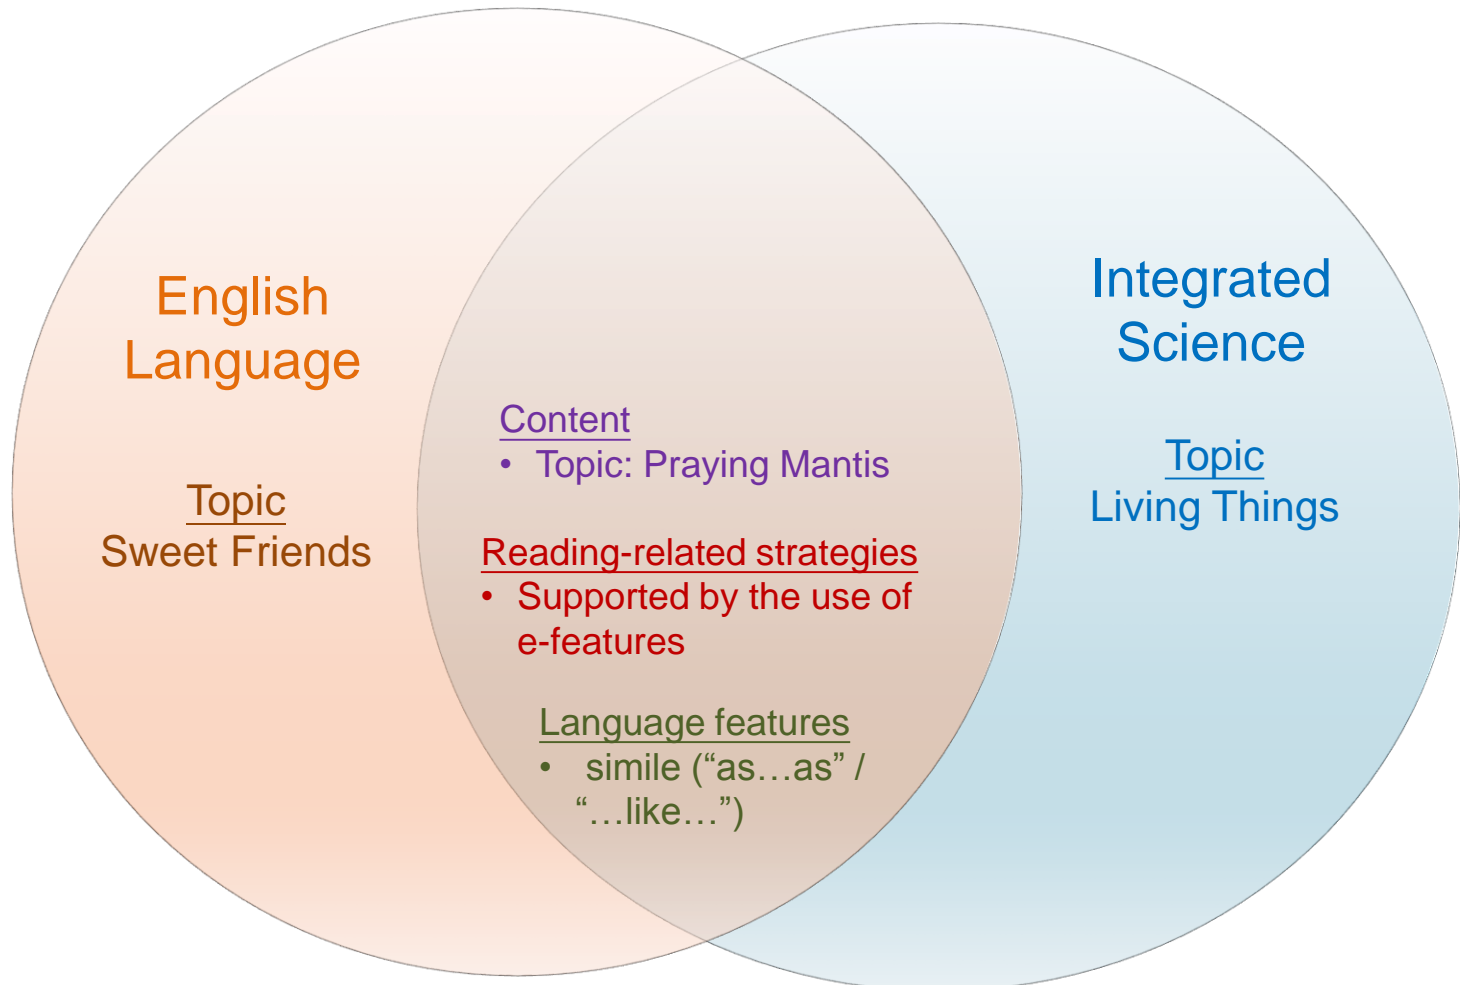 English
Language
Topic
Sweet Friends
Content
• Topic: Praying Mantis
Reading-related strategies
• Supported by the use of
e-features
Language features
• simile (“as…as” /
“…like…”)
Integrated
Science
Topic
Living Things